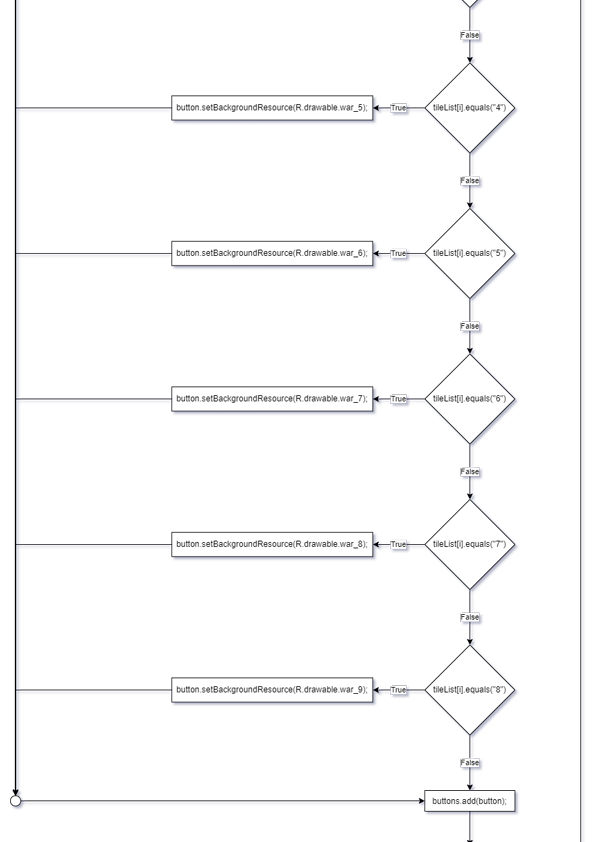 False
button.setBackgroundResource(R.drawable.war_5);
True
tileList[i].equals("4")
False
button.setBackgroundResource(R.drawable.war_6);
True
tileList[i].equals("5")
False
button.setBackgroundResource(R.drawable.war_7);
True
tileList[i].equals("6")
False
button.setBackgroundResource(R.drawable.war_8);
True
tileList[i].equals("7")
False
button.setBackgroundResource(R.drawable.war_9);
True
tileList[i].equals("8")
False
buttons.add(button);